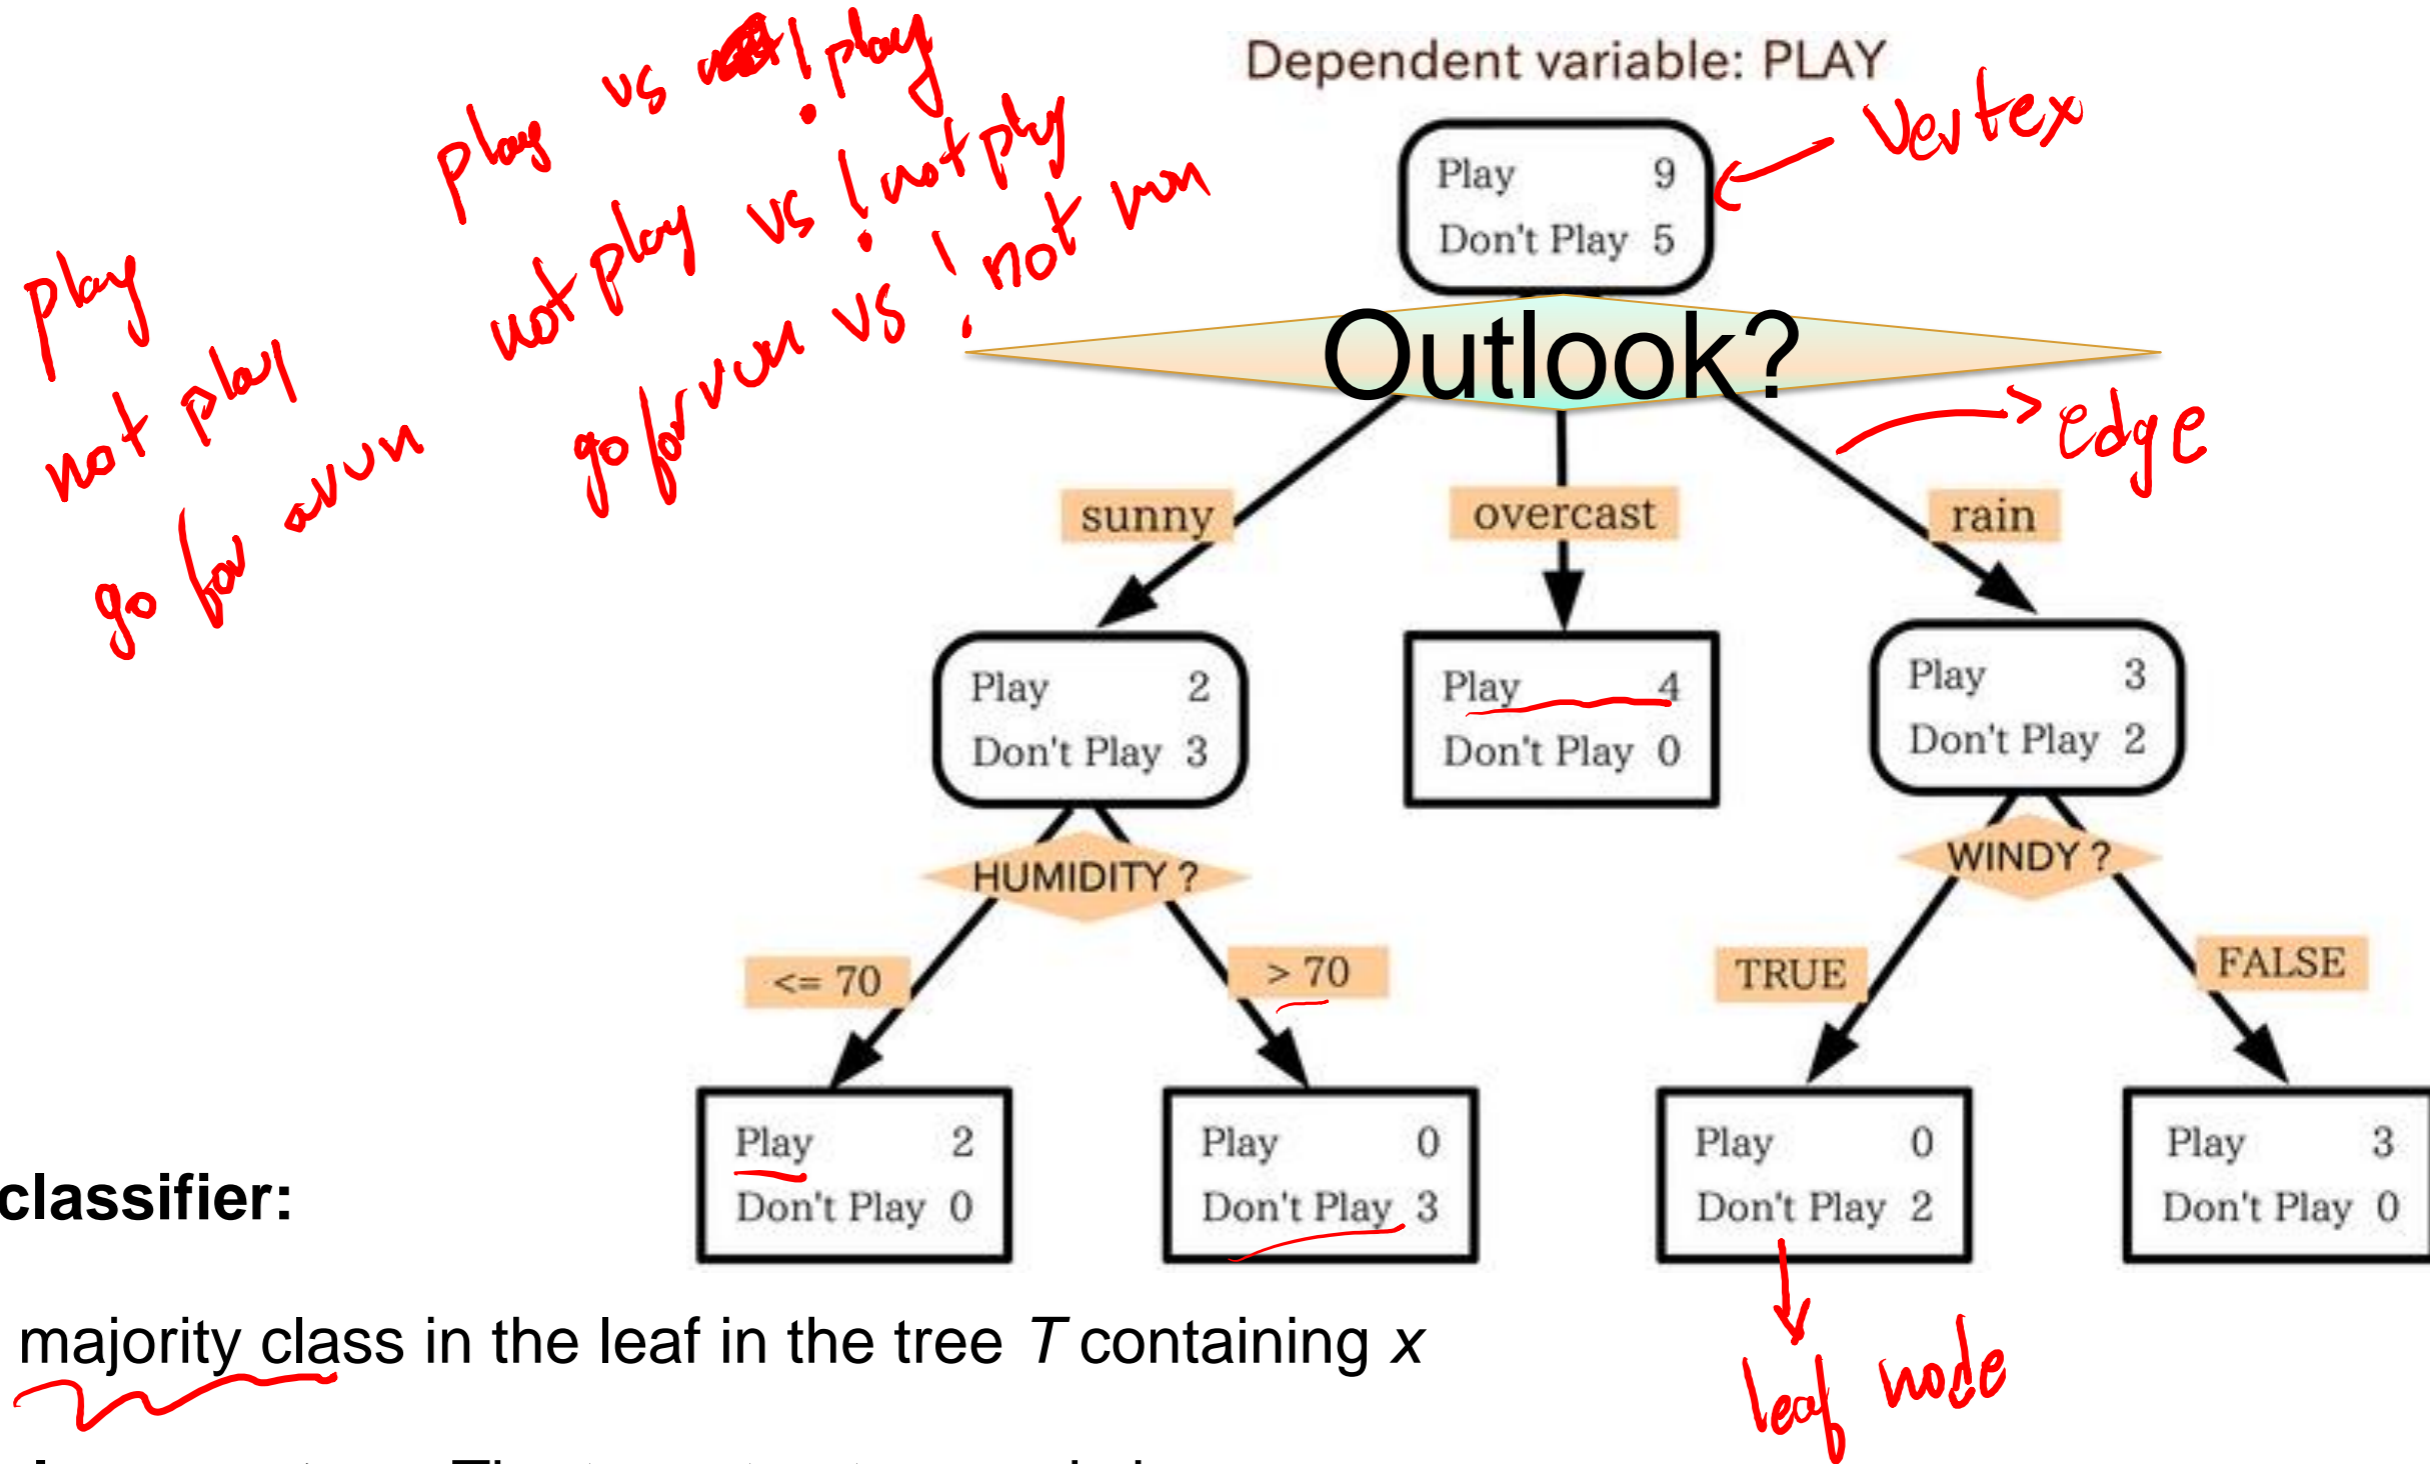 play vs ! play
not play vs ! not play
go for run vs ! not run
play
not play
go for a run
Dependent variable: PLAY
Vertex
Play 9
Don't Play 5
Outlook?
edge
sunny
overcast
rain
Play 2
Don't Play 3
Play 4
Don't Play 0
Play 3
Don't Play 2
HUMIDITY ?
WINDY ?
<= 70
> 70
TRUE
FALSE
Play 2
Don't Play 0
Play 0
Don't Play 3
Play 0
Don't Play 2
Play 3
Don't Play 0
classifier:
majority class in the leaf in the tree T containing x
leaf node